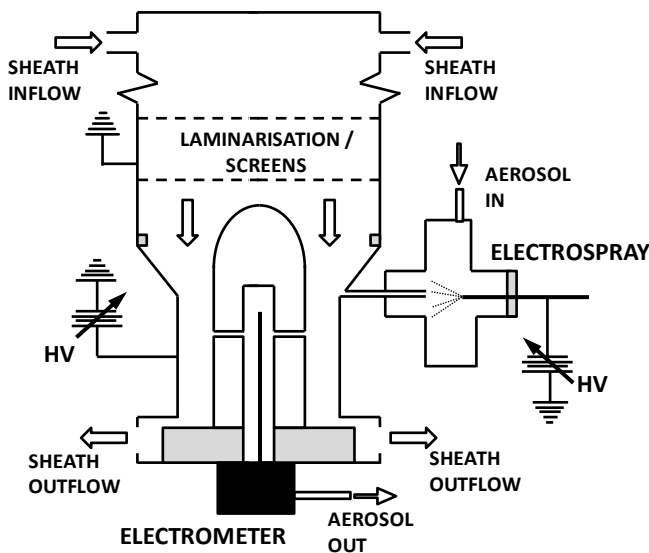 SHEATH
INFLOW
SHEATH
INFLOW
LAMINARISATION /
SCREENS
AEROSOL
IN
ELECTROSPRAY
HV
HV
SHEATH
OUTFLOW
SHEATH
OUTFLOW
ELECTROMETER
AEROSOL
OUT